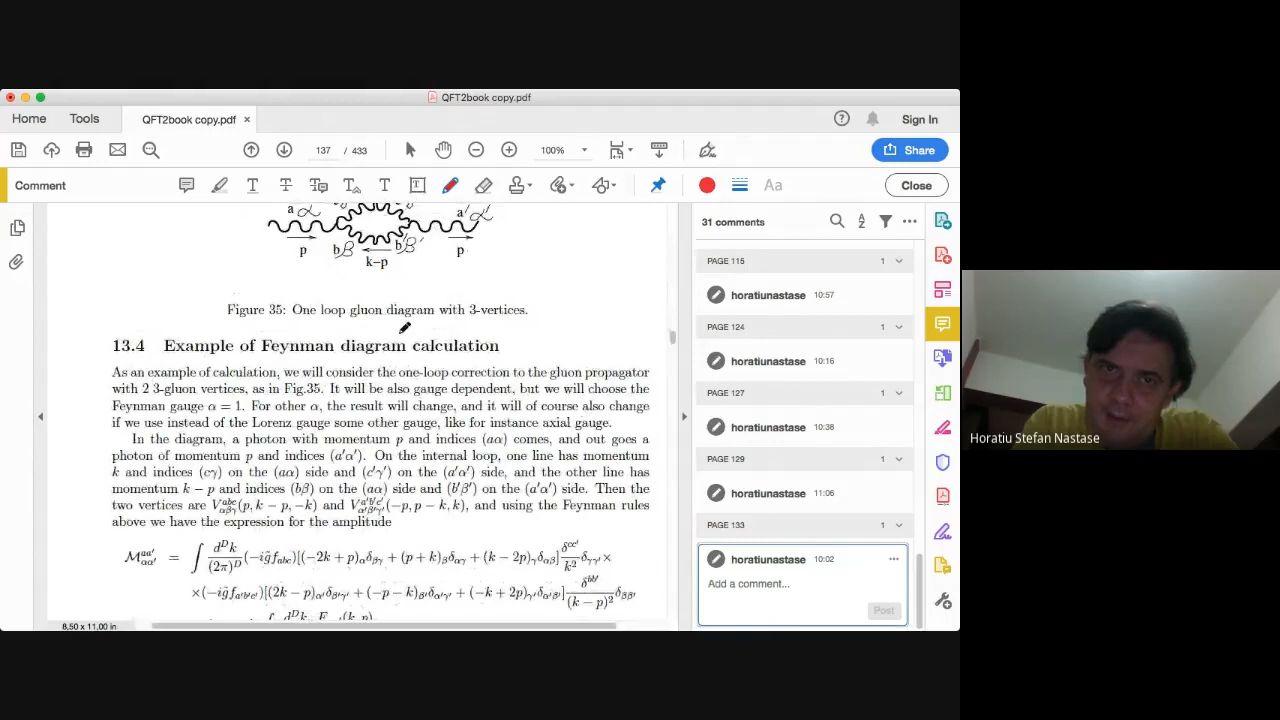 QFT2book copy.pdf
Home Tools QFT2book copy.pdf × Sign In
137 / 433 100% Share
Comment Aa Close
31 comments
a α a' α'
p bβ b'β' p
k−p
Figure 35: One loop gluon diagram with 3-vertices.
13.4 Example of Feynman diagram calculation
As an example of calculation, we will consider the one-loop correction to the gluon propagator
with 2 3-gluon vertices, as in Fig.35. It will be also gauge dependent, but we will choose the
Feynman gauge α = 1. For other α, the result will change, and it will of course also change
if we use instead of the Lorenz gauge some other gauge, like for instance axial gauge.
In the diagram, a photon with momentum p and indices (aα) comes, and out goes a
photon of momentum p and indices (a'α'). On the internal loop, one line has momentum
k and indices (cγ) on the (aα) side and (c'γ') on the (a'α') side, and the other line has
momentum k − p and indices (bβ) on the (aα) side and (b'β') on the (a'α') side. Then the
two vertices are V^{abc}_{αβγ}(p, k − p, −k) and V^{a'b'c'}_{α'β'γ'}(−p, p − k, k), and using the Feynman rules
above we have the expression for the amplitude
M^{aa'}_{αα'} = ∫ d^D k/(2π)^D (−ig̃f_{abc})[(−2k + p)_α δ_{βγ} + (p + k)_β δ_{αγ} + (k − 2p)_γ δ_{αβ}] δ^{cc'}/k² δ_{γγ'} ×
×(−ig̃f_{a'b'c'})[(2k − p)_{α'} δ_{β'γ'} + (−p − k)_{β'} δ_{α'γ'} + (−k + 2p)_{γ'} δ_{α'β'}] δ^{bb'}/(k − p)² δ_{ββ'}
8,50 x 11,00 in
PAGE 115 1
horatiunastase 10:57
PAGE 124 1
horatiunastase 10:16
PAGE 127 1
horatiunastase 10:38
PAGE 129 1
horatiunastase 11:06
PAGE 133 1
horatiunastase 10:02
Add a comment...
Post
Horatiu Stefan Nastase